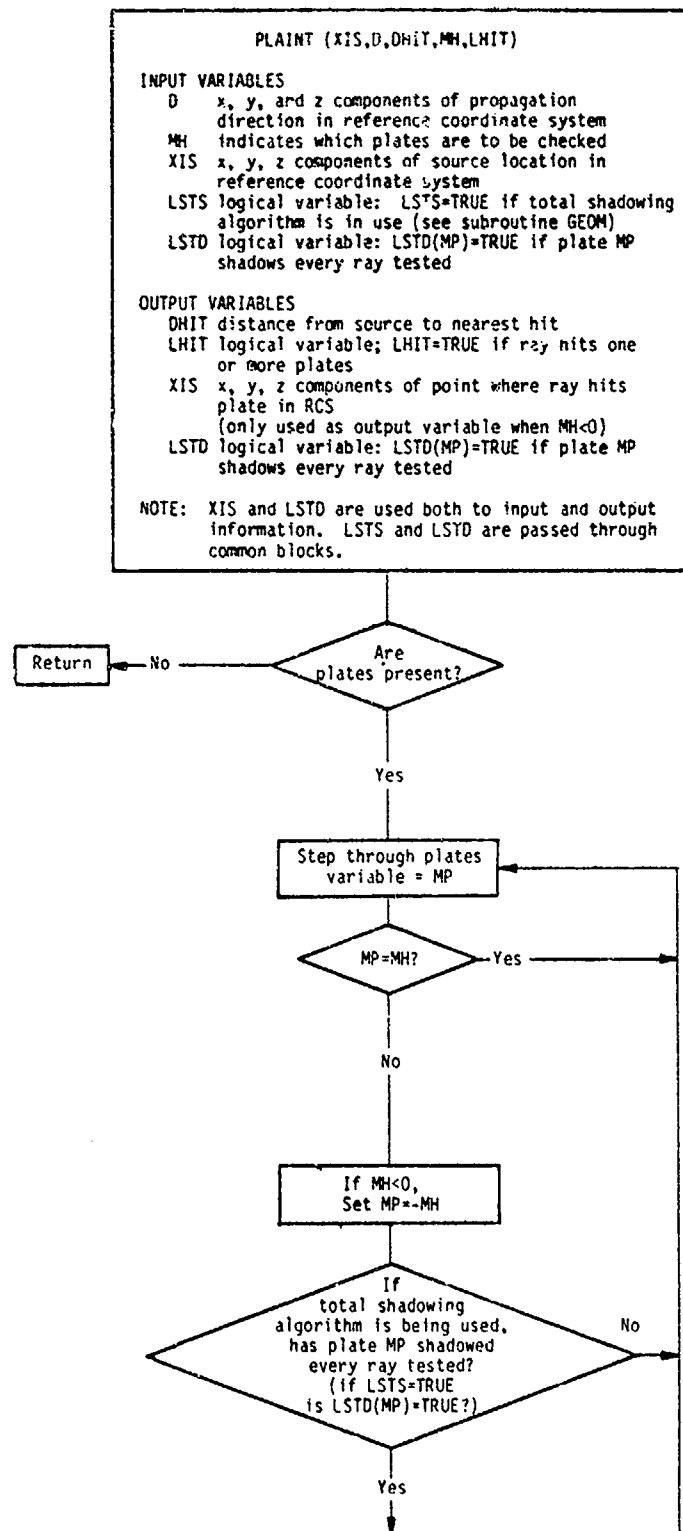 PLAINT (XIS,D,DHIT,MH,LHIT)
INPUT VARIABLES
D x, y, and z components of propagation
direction in reference coordinate system
MH indicates which plates are to be checked
XIS x, y, z components of source location in
reference coordinate system
LSTS logical variable: LSTS=TRUE if total shadowing
algorithm is in use (see subroutine GEOM)
LSTD logical variable: LSTD(MP)=TRUE if plate MP
shadows every ray tested
OUTPUT VARIABLES
DHIT distance from source to nearest hit
LHIT logical variable; LHIT=TRUE if ray hits one
or more plates
XIS x, y, z components of point where ray hits
plate in RCS
(only used as output variable when MH<0)
LSTD logical variable: LSTD(MP)=TRUE if plate MP
shadows every ray tested
NOTE: XIS and LSTD are used both to input and output
information. LSTS and LSTD are passed through
common blocks.
Are
plates present?
No
Return
Yes
Step through plates
variable = MP
MP=MH?
Yes
No
If MH<0,
Set MP=-MH
If
total shadowing
algorithm is being used,
has plate MP shadowed
every ray tested?
(if LSTS=TRUE
is LSTD(MP)=TRUE?)
No
Yes